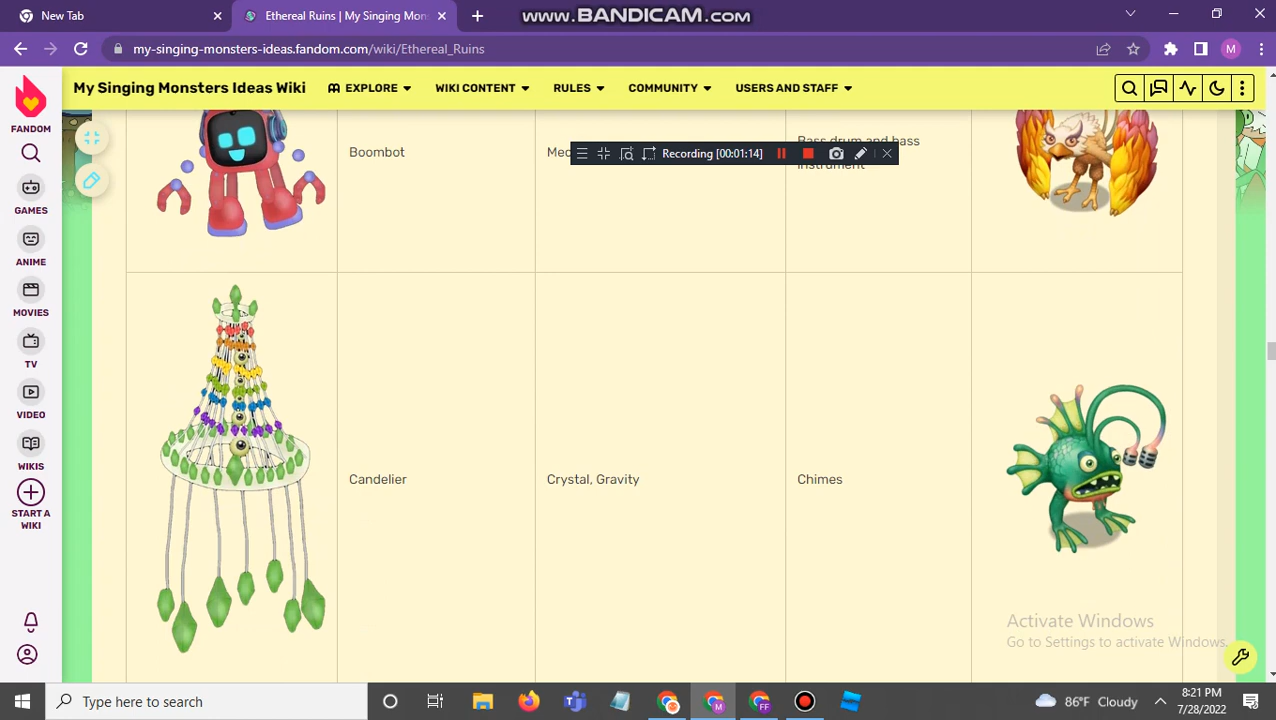 www.BANDICAM.com
New Tab
Ethereal Ruins | My Singing Mon
my-singing-monsters-ideas.fandom.com/wiki/Ethereal_Ruins
M
My Singing Monsters Ideas Wiki
EXPLORE
WIKI CONTENT
RULES
COMMUNITY
USERS AND STAFF
FANDOM
GAMES
ANIME
MOVIES
TV
VIDEO
WIKIS
START A
WIKI
Boombot
Mec
Bass drum and bass
instrument
Recording [00:01:14]
Candelier
Crystal, Gravity
Chimes
Activate Windows
Go to Settings to activate Windows.
Type here to search
86°F Cloudy
8:21 PM
7/28/2022